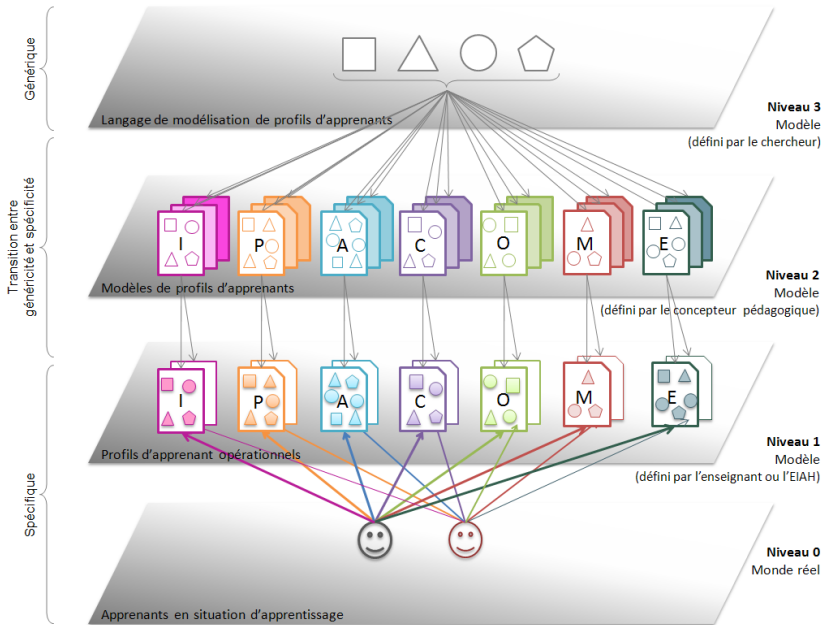 Générique
Langage de modélisation de profils d'apprenants
Niveau 3
Modèle
(défini par le chercheur)
Transition entre
généricité et spécificité
I
P
A
C
O
M
E
Modèles de profils d'apprenants
Niveau 2
Modèle
(défini par le concepteur pédagogique)
I
P
A
C
O
M
E
Profils d'apprenant opérationnels
Niveau 1
Modèle
(défini par l'enseignant ou l'EIAH)
Spécifique
Niveau 0
Monde réel
Apprenants en situation d'apprentissage